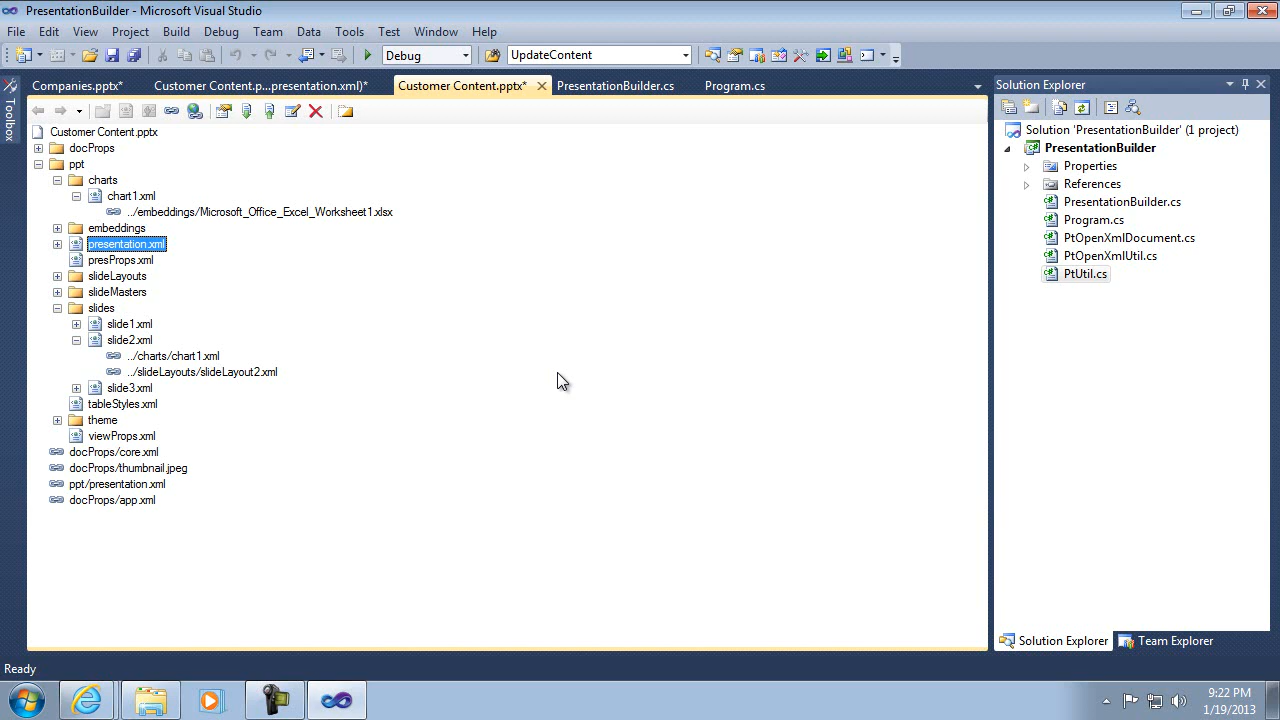 PresentationBuilder - Microsoft Visual Studio
File Edit View Project Build Debug Team Data Tools Test Window Help
Debug UpdateContent
Companies.pptx* Customer Content.p...presentation.xml)* Customer Content.pptx* PresentationBuilder.cs Program.cs
Toolbox
Customer Content.pptx
docProps
ppt
charts
chart1.xml
../embeddings/Microsoft_Office_Excel_Worksheet1.xlsx
embeddings
presentation.xml
presProps.xml
slideLayouts
slideMasters
slides
slide1.xml
slide2.xml
../charts/chart1.xml
../slideLayouts/slideLayout2.xml
slide3.xml
tableStyles.xml
theme
viewProps.xml
docProps/core.xml
docProps/thumbnail.jpeg
ppt/presentation.xml
docProps/app.xml
Solution Explorer
Solution 'PresentationBuilder' (1 project)
PresentationBuilder
Properties
References
PresentationBuilder.cs
Program.cs
PtOpenXmlDocument.cs
PtOpenXmlUtil.cs
PtUtil.cs
Solution Explorer Team Explorer
Ready
9:22 PM
1/19/2013